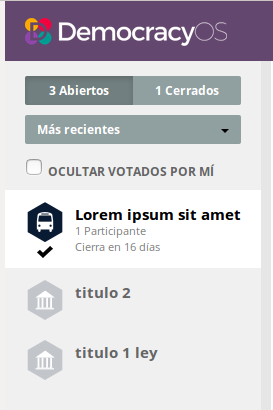 DemocracyOS
3 Abiertos
1 Cerrados
Más recientes
OCULTAR VOTADOS POR MÍ
Lorem ipsum sit amet
1 Participante
Cierra en 16 días
titulo 2
titulo 1 ley